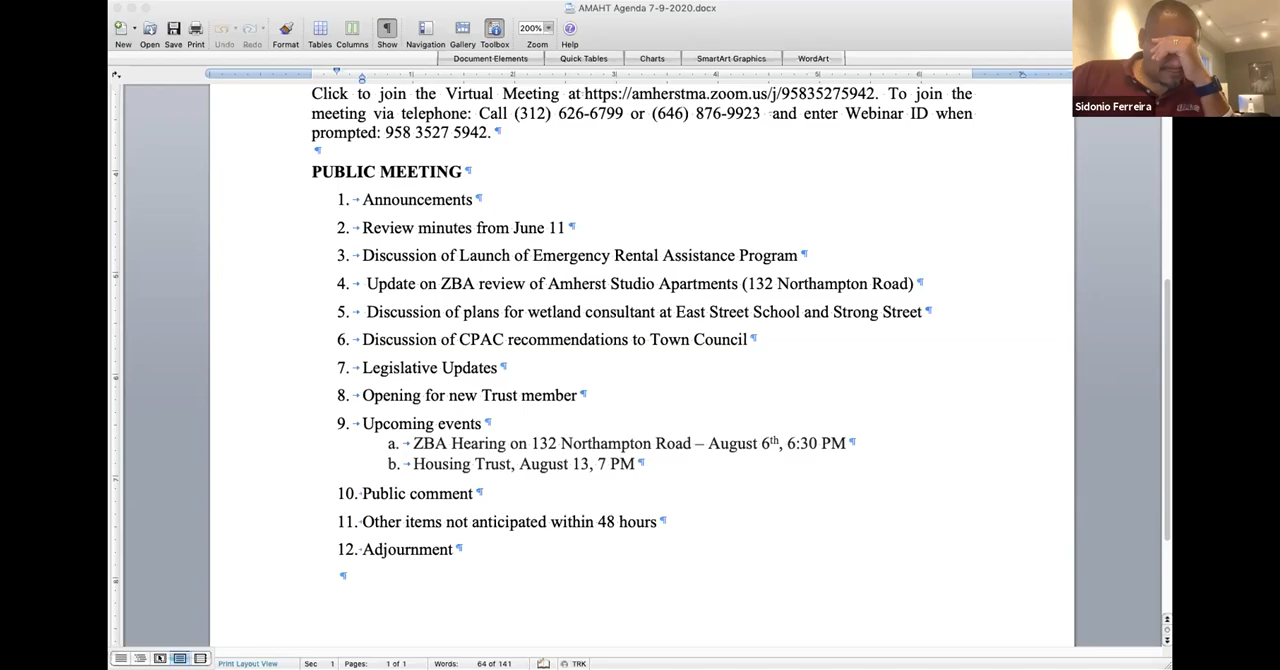 AMAHT Agenda 7-9-2020.docx
New Open Save Print Undo Redo Format Tables Columns Show Navigation Gallery Toolbox Zoom Help
200%
Document Elements Quick Tables Charts SmartArt Graphics WordArt
Click to join the Virtual Meeting at https://amherstma.zoom.us/j/95835275942. To join the
meeting via telephone: Call (312) 626-6799 or (646) 876-9923 and enter Webinar ID when
prompted: 958 3527 5942.
PUBLIC MEETING
1. Announcements
2. Review minutes from June 11
3. Discussion of Launch of Emergency Rental Assistance Program
4. Update on ZBA review of Amherst Studio Apartments (132 Northampton Road)
5. Discussion of plans for wetland consultant at East Street School and Strong Street
6. Discussion of CPAC recommendations to Town Council
7. Legislative Updates
8. Opening for new Trust member
9. Upcoming events
a. ZBA Hearing on 132 Northampton Road – August 6th, 6:30 PM
b. Housing Trust, August 13, 7 PM
10. Public comment
11. Other items not anticipated within 48 hours
12. Adjournment
Print Layout View Sec 1 Pages: 1 of 1 Words: 64 of 141 TRK
Sidonio Ferreira